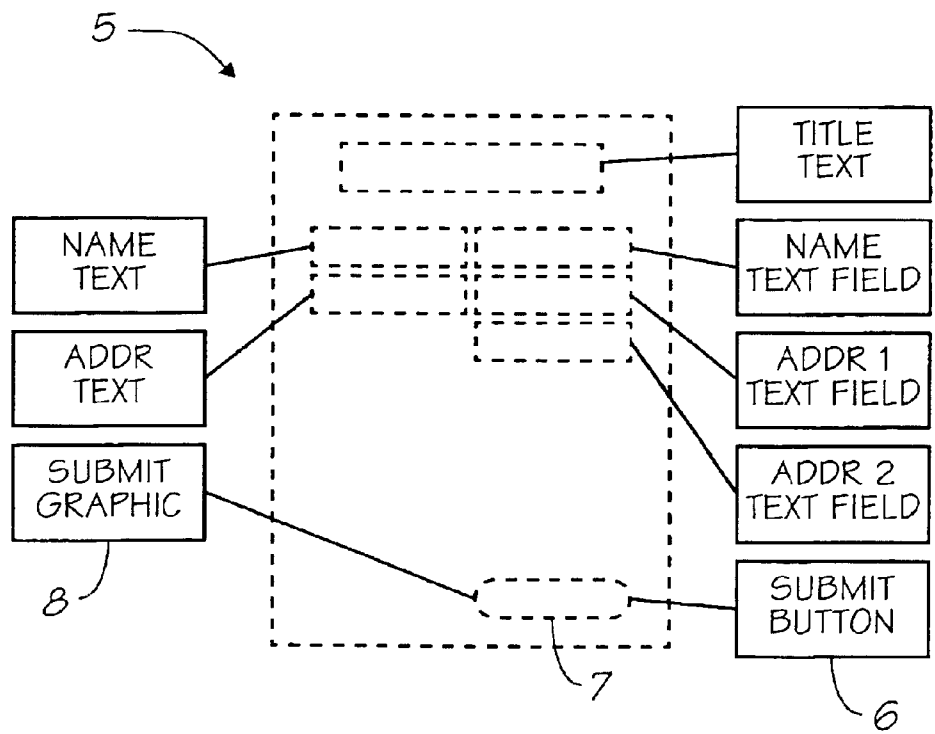 5
TITLE
TEXT
NAME
TEXT
NAME
TEXT FIELD
ADDR
TEXT
ADDR 1
TEXT FIELD
SUBMIT
GRAPHIC
ADDR 2
TEXT FIELD
8
SUBMIT
BUTTON
7
6